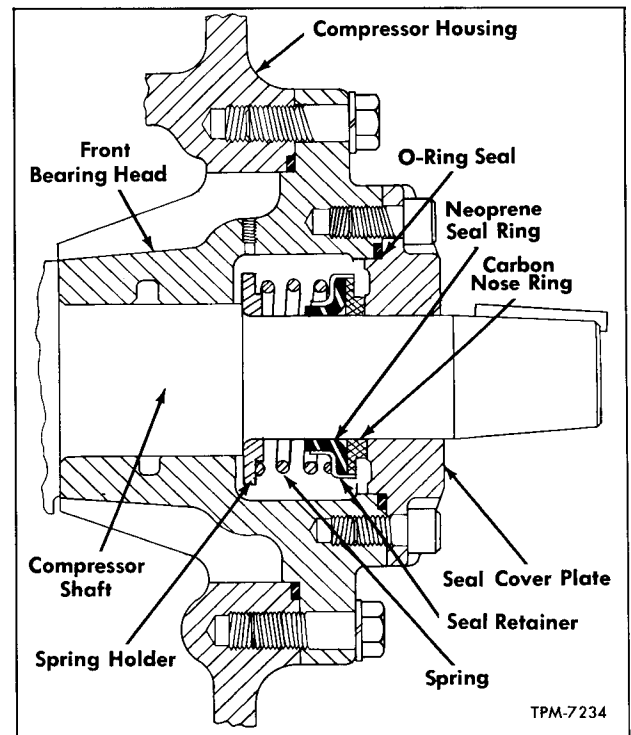 Compressor Housing
Front
Bearing Head
O-Ring Seal
Neoprene
Seal Ring
Carbon
Nose Ring
Compressor
Shaft
Spring Holder
Seal Cover Plate
Seal Retainer
Spring
TPM-7234